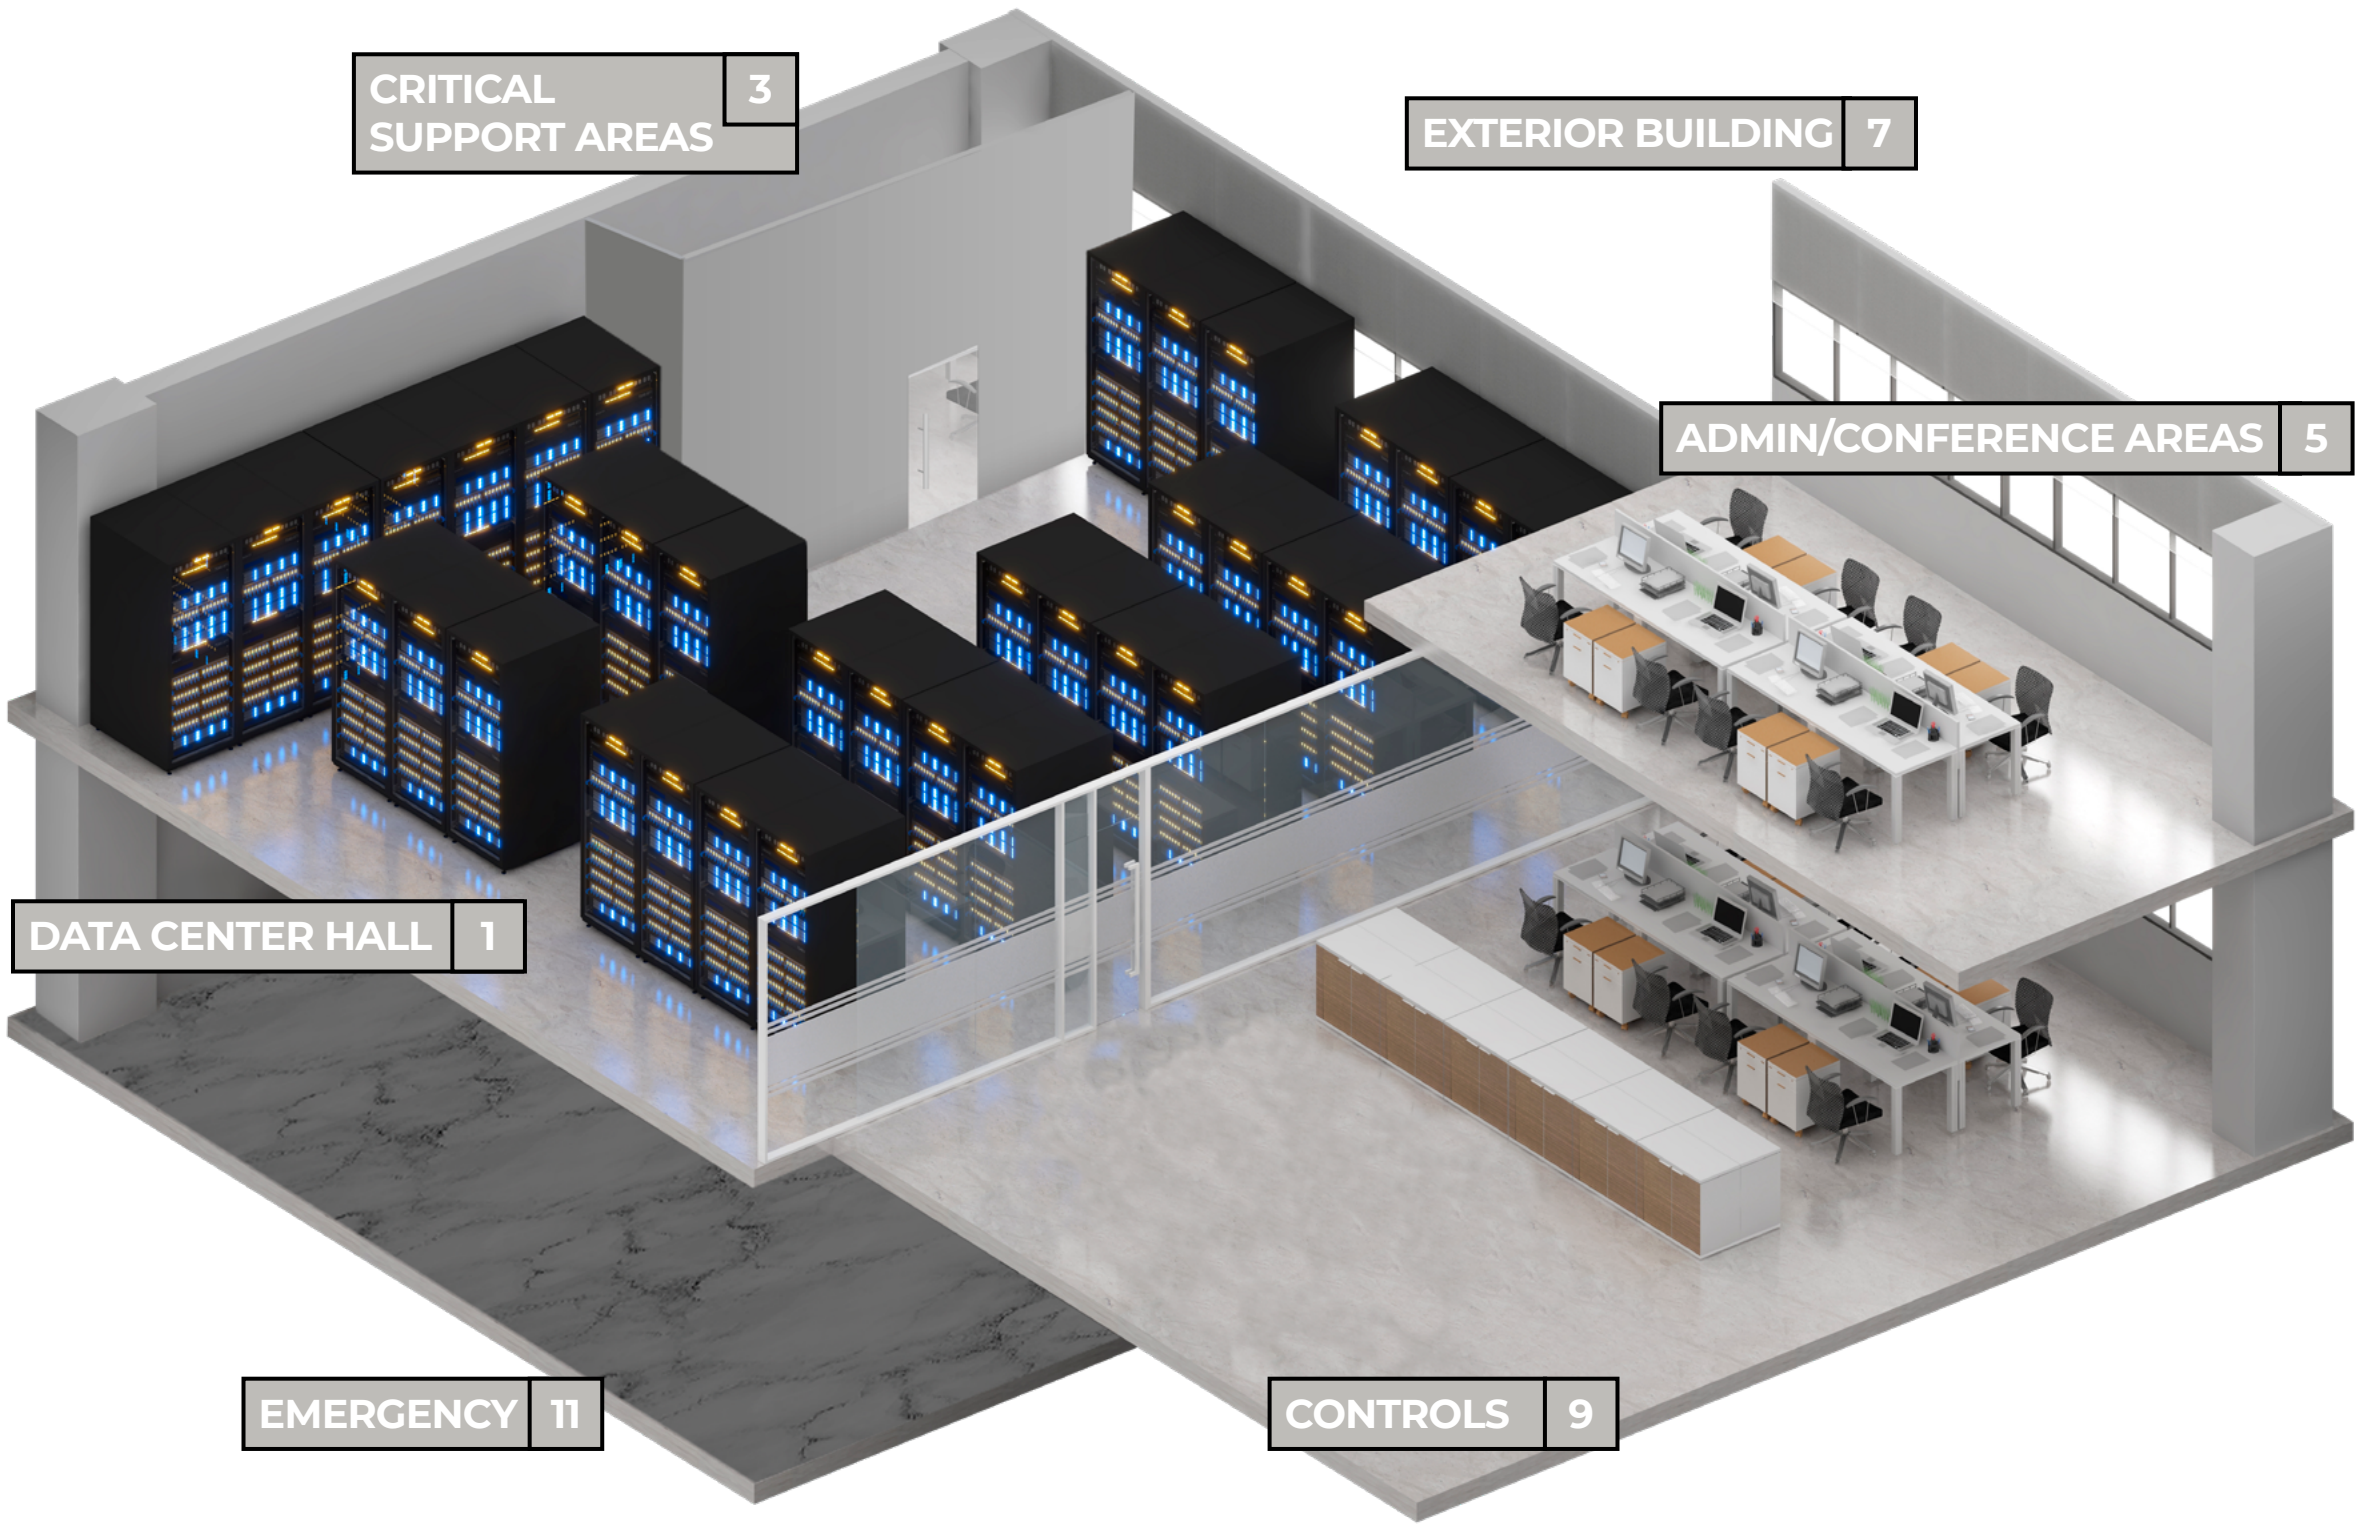 CRITICAL
SUPPORT AREAS
3
EXTERIOR BUILDING 7
ADMIN/CONFERENCE AREAS 5
DATA CENTER HALL 1
EMERGENCY 11
CONTROLS 9